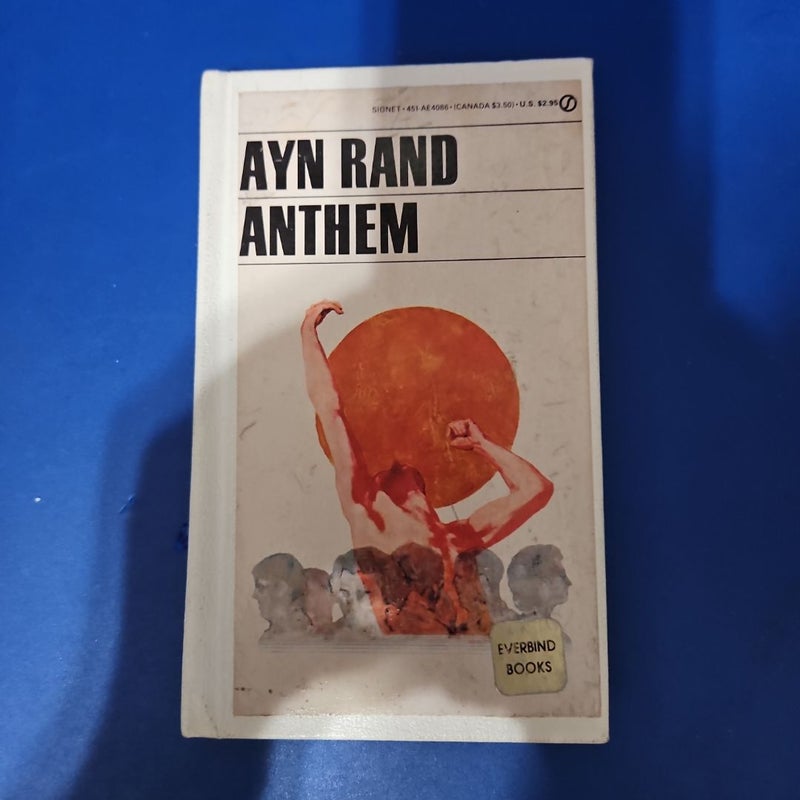 SIGNET • 451-AE4086 • (CANADA $3.50) • U.S. $2.95
AYN RAND
ANTHEM
EVERBIND
BOOKS